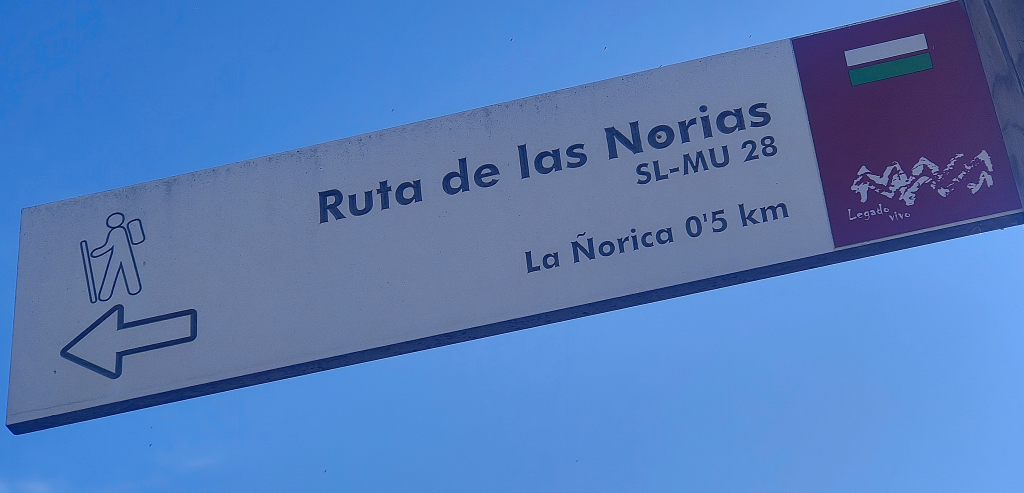 Ruta de las Norias
SL-MU 28
La Ñorica 0'5 km
Legado
vivo